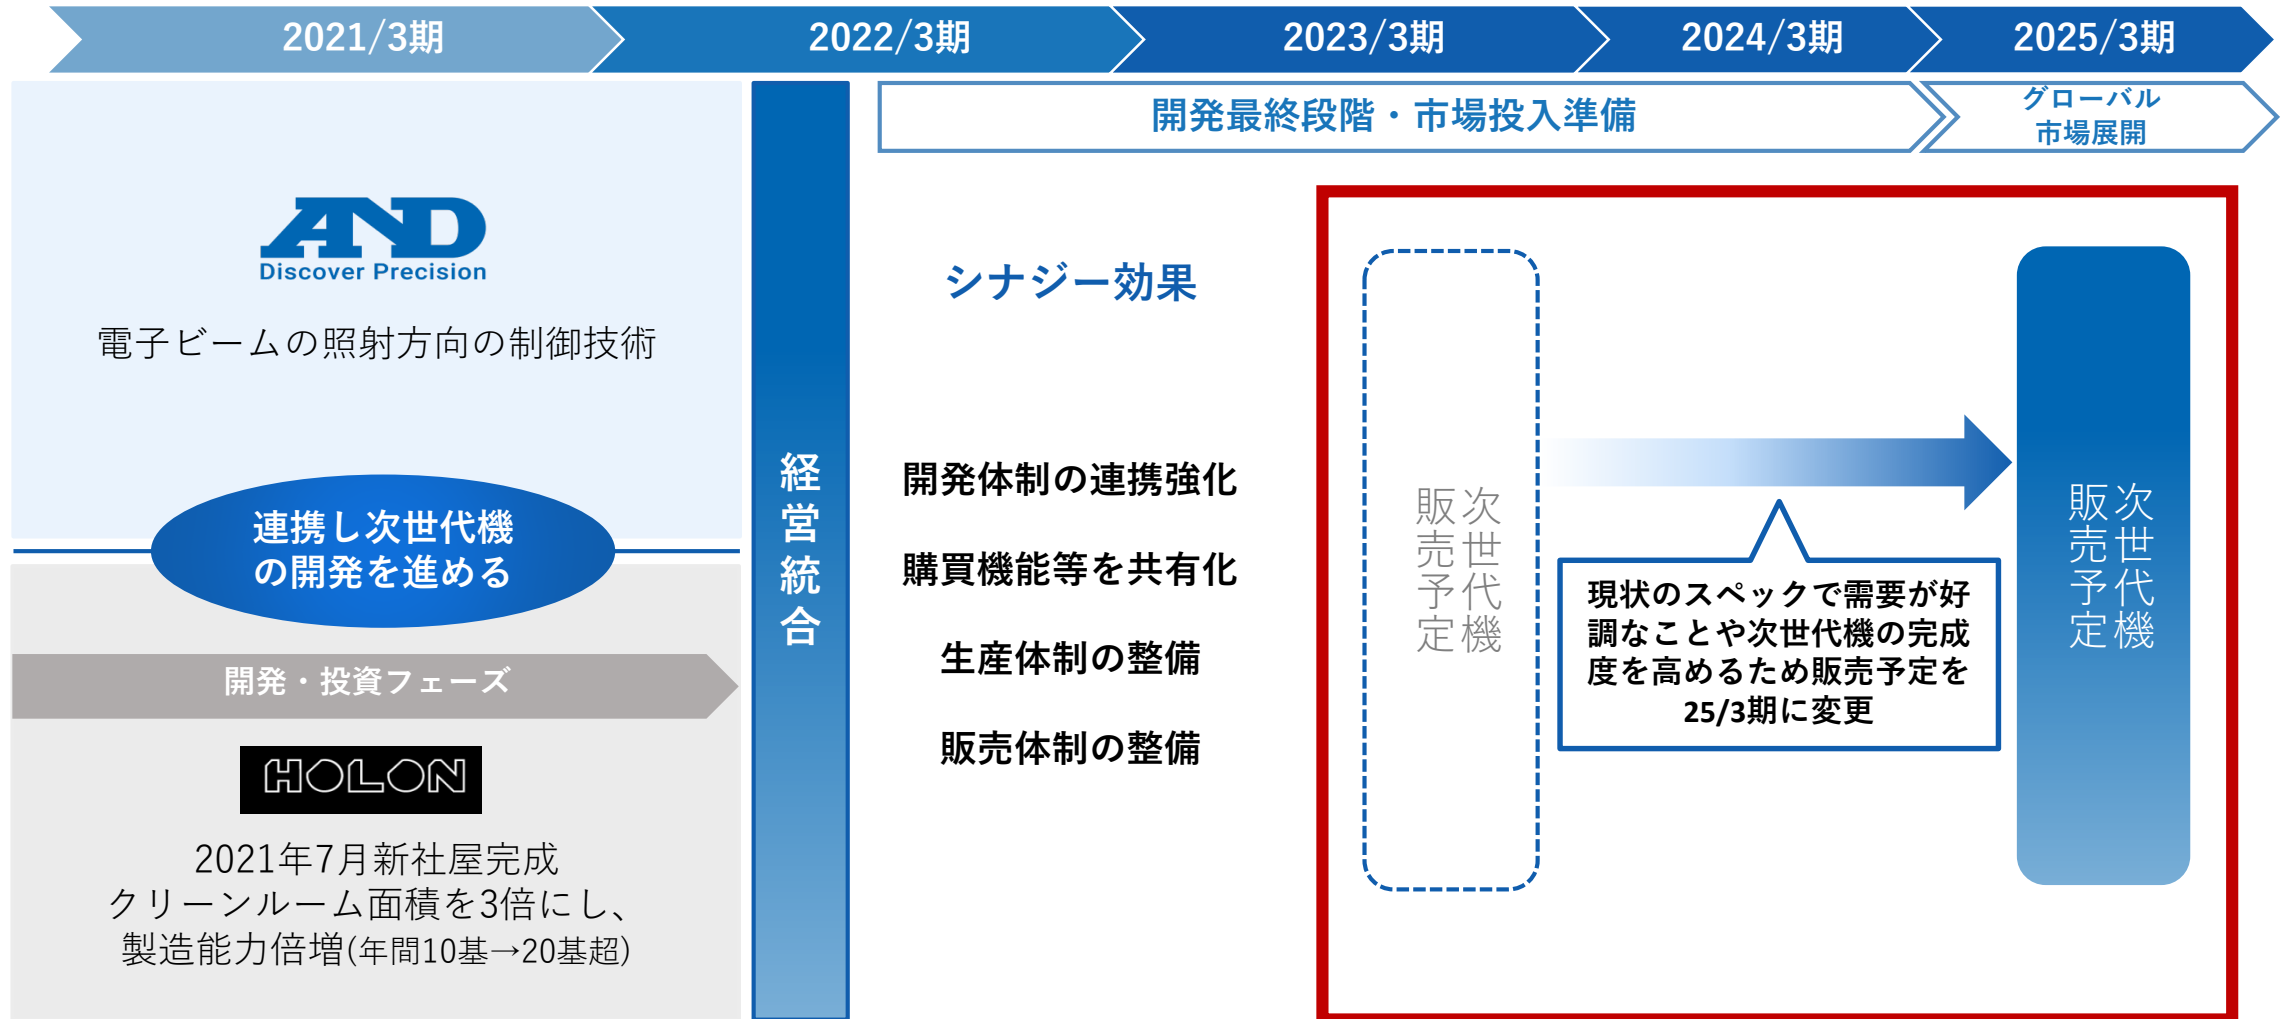 2021/3期
2022/3期
2023/3期
2024/3期
2025/3期
開発最終段階・市場投入準備
グローバル
市場展開
AND
Discover Precision
電子ビームの照射方向の制御技術
連携し次世代機
の開発を進める
開発・投資フェーズ
HOLON
2021年7月新社屋完成
クリーンルーム面積を3倍にし、
製造能力倍増(年間10基→20基超)
経営統合
シナジー効果
開発体制の連携強化
購買機能等を共有化
生産体制の整備
販売体制の整備
次世代機
販売予定
現状のスペックで需要が好
調なことや次世代機の完成
度を高めるため販売予定を
25/3期に変更
次世代機
販売予定